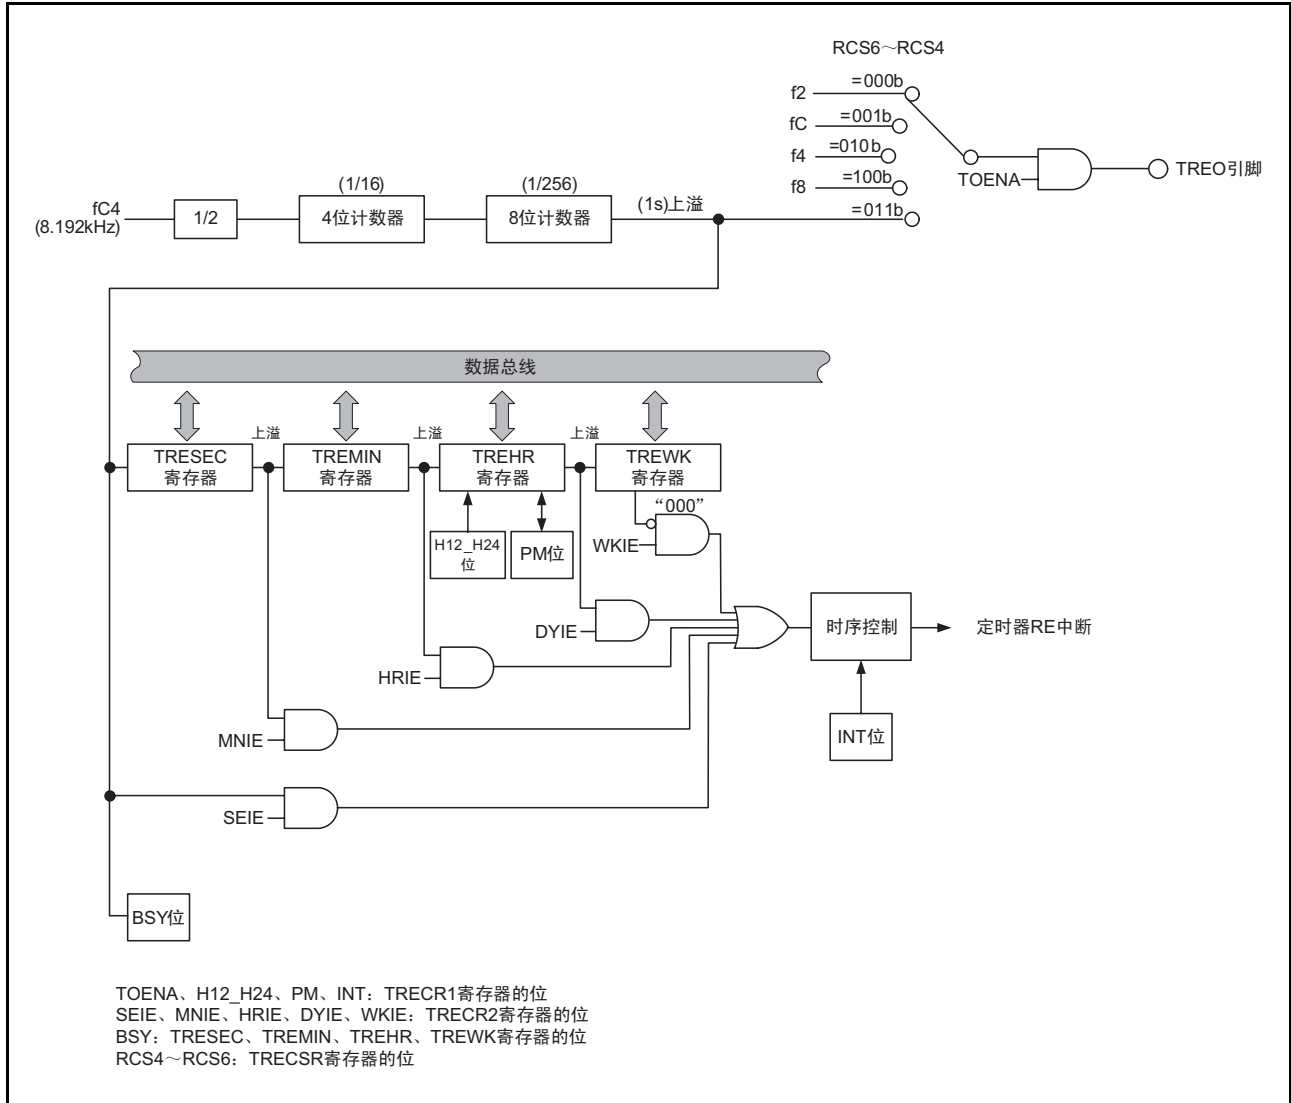 RCS6～RCS4
f2
=000b
fC
=001b
f4
=010b
f8
=100b
=011b
TOENA
TREO引脚
fC4
(8.192kHz)
1/2
(1/16)
4位计数器
(1/256)
8位计数器
(1s)上溢
数据总线
TRESEC
寄存器
上溢
TREMIN
寄存器
上溢
TREHR
寄存器
上溢
TREWK
寄存器
H12_H24
位
PM位
“000”
WKIE
DYIE
HRIE
MNIE
SEIE
时序控制
定时器RE中断
INT位
BSY位
TOENA、H12_H24、PM、INT：TRECR1寄存器的位
SEIE、MNIE、HRIE、DYIE、WKIE：TRECR2寄存器的位
BSY：TRESEC、TREMIN、TREHR、TREWK寄存器的位
RCS4～RCS6：TRECSR寄存器的位